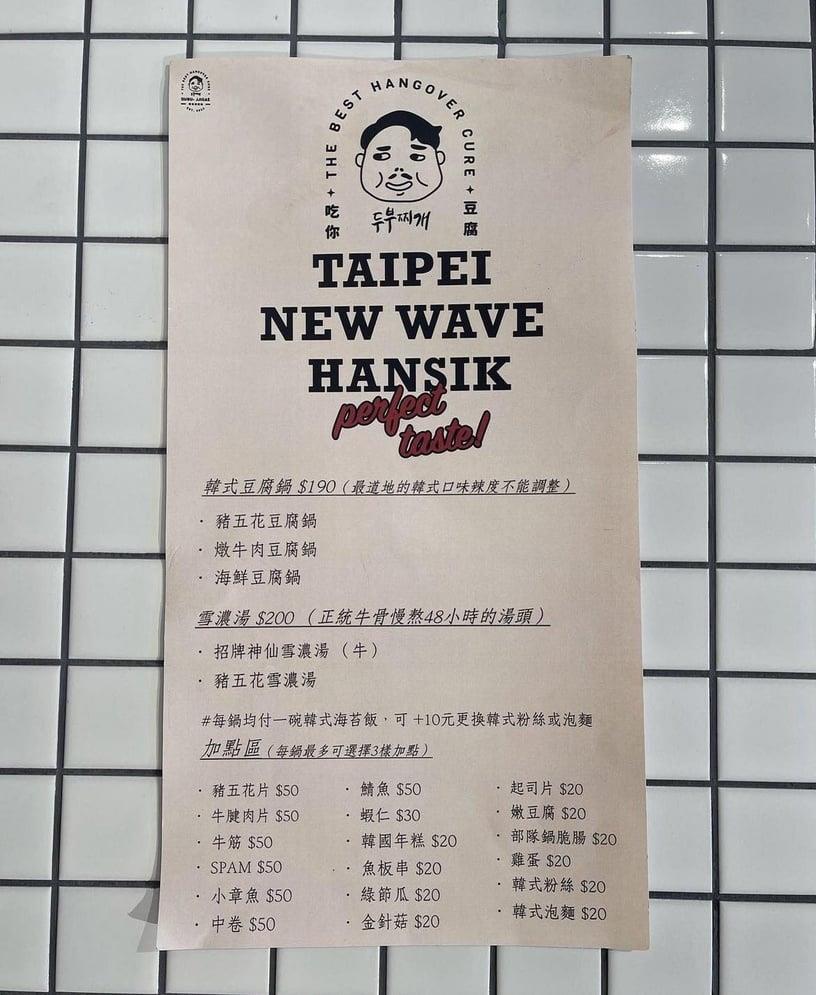 THE BEST HANGOVER CURE
吃你
豆腐
두부찌개
TAIPEI
NEW WAVE
HANSIK
perfect
taste!
韓式豆腐鍋 $190（最道地的韓式口味辣度不能調整）
· 豬五花豆腐鍋
· 燉牛肉豆腐鍋
· 海鮮豆腐鍋
雪濃湯 $200 （正統牛骨慢熬48小時的湯頭）
· 招牌神仙雪濃湯 （牛）
· 豬五花雪濃湯
#每鍋均付一碗韓式海苔飯，可 +10元更換韓式粉絲或泡麵
加點區（每鍋最多可選擇3樣加點）
· 豬五花片 $50
· 牛腱肉片 $50
· 牛筋 $50
· SPAM $50
· 小章魚 $50
· 中卷 $50
· 鯖魚 $50
· 蝦仁 $30
· 韓國年糕 $20
· 魚板串 $20
· 綠節瓜 $20
· 金針菇 $20
· 起司片 $20
· 嫩豆腐 $20
· 部隊鍋脆腸 $20
· 雞蛋 $20
· 韓式粉絲 $20
· 韓式泡麵 $20